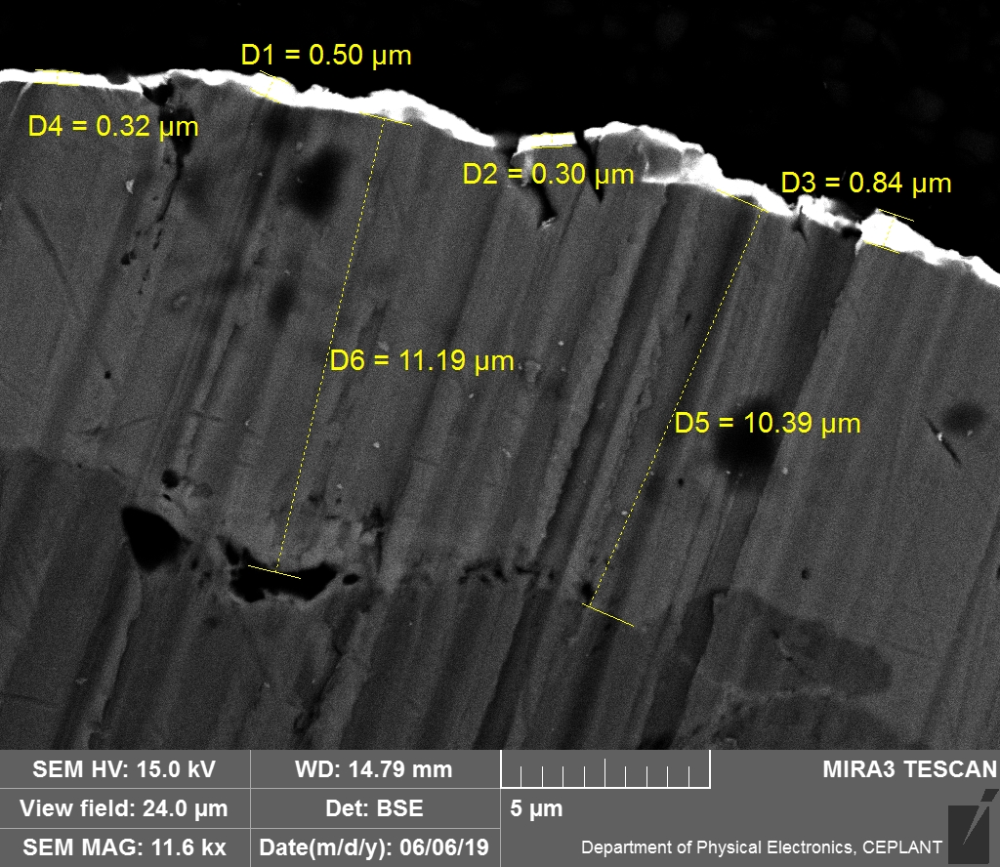 D1 = 0.50 µm
D4 = 0.32 µm
D2 = 0.30 µm
D3 = 0.84 µm
D6 = 11.19 µm
D5 = 10.39 µm
SEM HV: 15.0 kV
WD: 14.79 mm
MIRA3 TESCAN
View field: 24.0 µm
Det: BSE
5 µm
SEM MAG: 11.6 kx
Date(m/d/y): 06/06/19
Department of Physical Electronics, CEPLANT